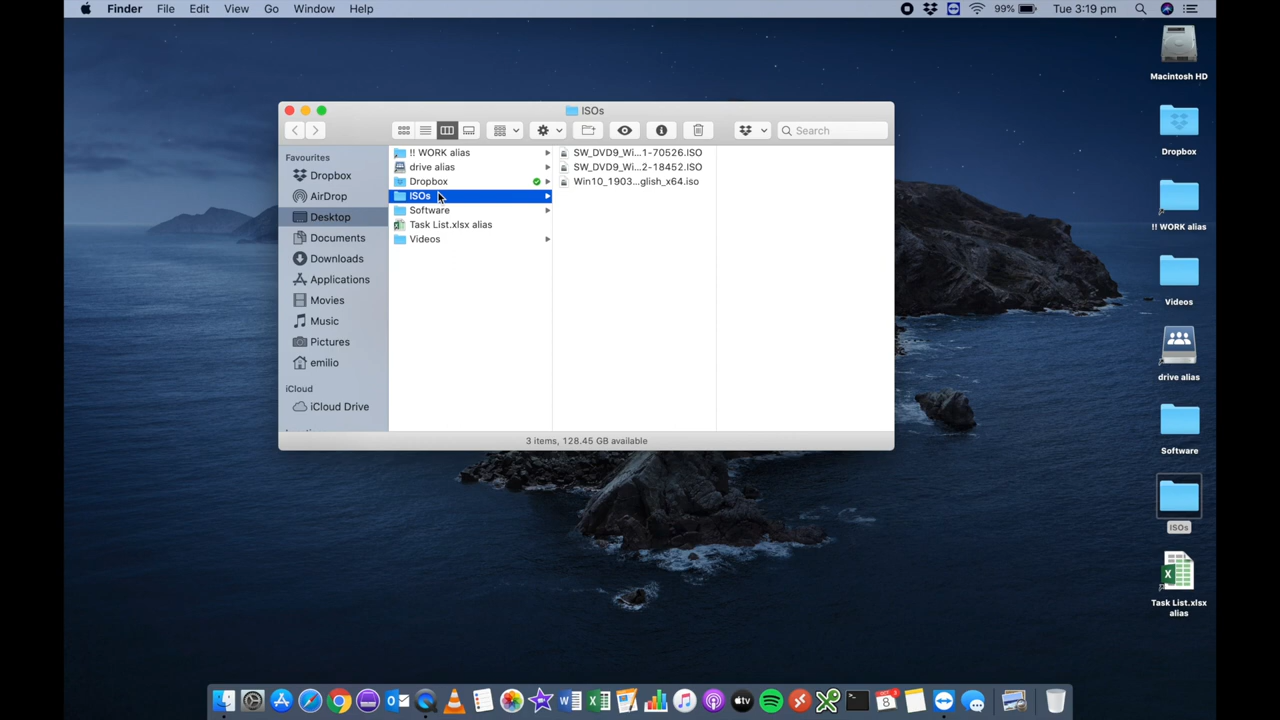 Finder File Edit View Go Window Help
99% Tue 3:19 pm
Macintosh HD
Dropbox
!! WORK alias
Videos
drive alias
Software
ISOs
Task List.xlsx
alias
ISOs
Search
Favourites
Dropbox
AirDrop
Desktop
Documents
Downloads
Applications
Movies
Music
Pictures
emilio
iCloud
iCloud Drive
!! WORK alias
drive alias
Dropbox
ISOs
Software
Task List.xlsx alias
Videos
SW_DVD9_Wi...1-70526.ISO
SW_DVD9_Wi...2-18452.ISO
Win10_1903...glish_x64.iso
3 items, 128.45 GB available
tv
8